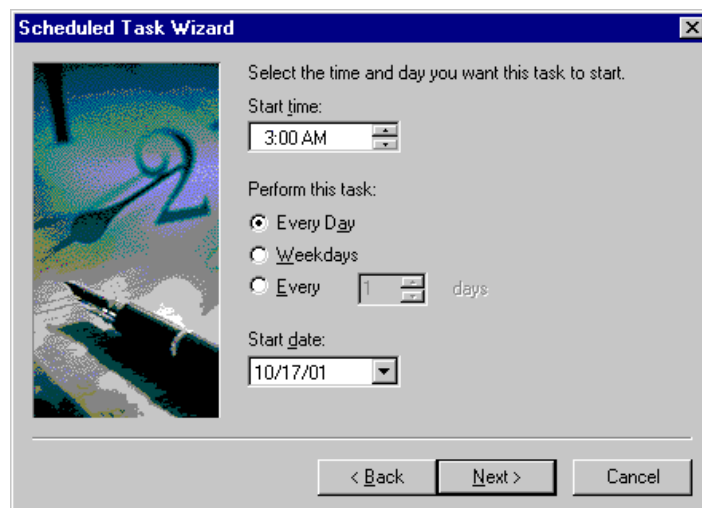 Scheduled Task Wizard
Select the time and day you want this task to start.
Start time:
3:00 AM
Perform this task:
Every Day
Weekdays
Every 1 days
Start date:
10/17/01
< Back Next > Cancel
2